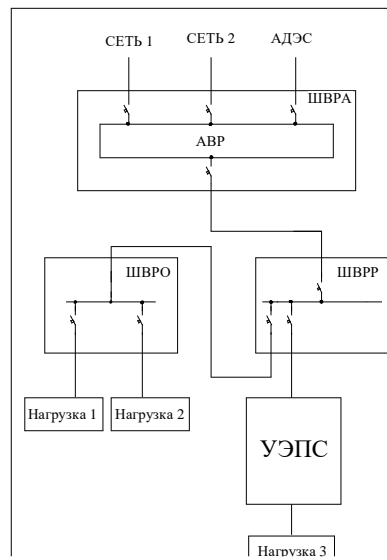 СЕТЬ 1 СЕТЬ 2 АДЭС
ШВРА
АВР
ШВРО ШВРР
Нагрузка 1 Нагрузка 2
УЭПС
Нагрузка 3